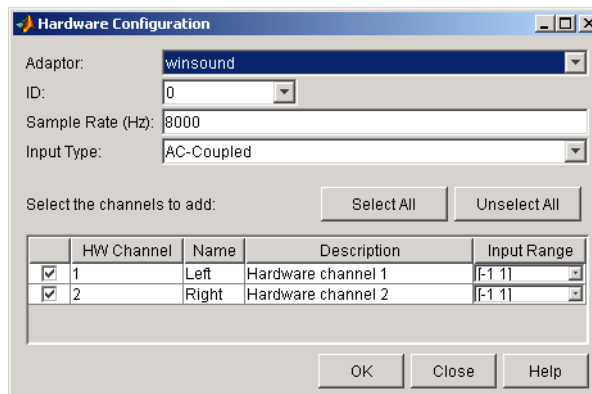 Hardware Configuration
Adaptor: winsound
ID: 0
Sample Rate (Hz): 8000
Input Type: AC-Coupled
Select the channels to add: Select All Unselect All
HW Channel Name Description Input Range
1 Left Hardware channel 1 [-1 1]
2 Right Hardware channel 2 [-1 1]
OK Close Help